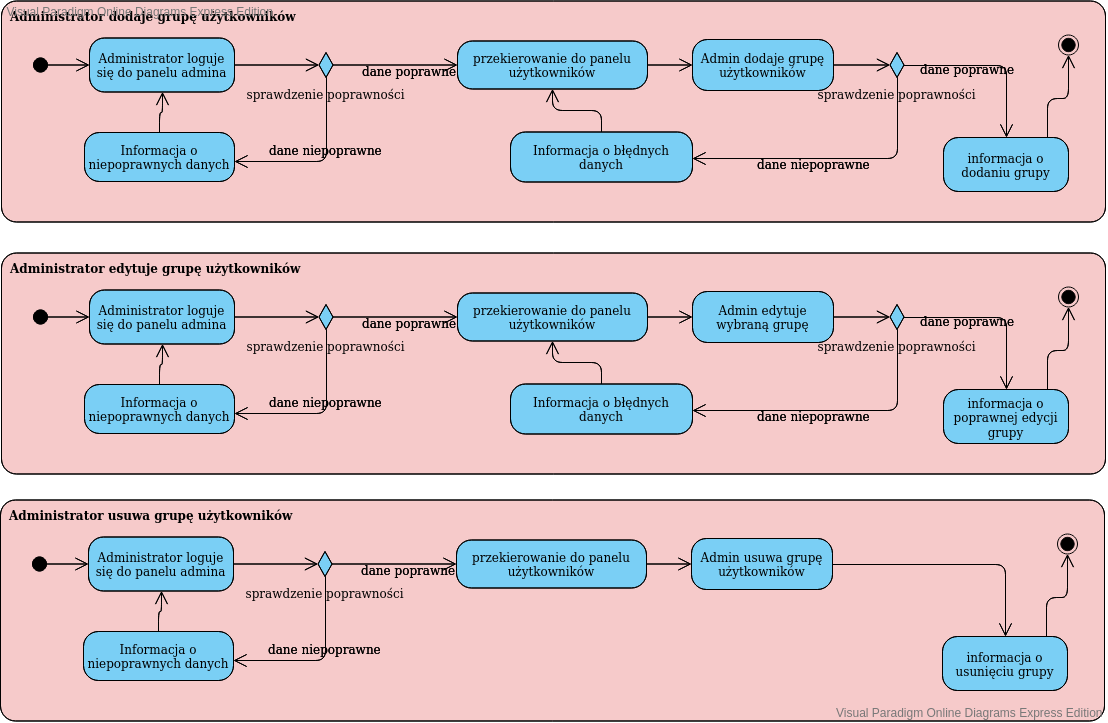 Visual Paradigm Online Diagrams Express Edition
Administrator dodaje grupę użytkowników
Administrator loguje
się do panelu admina
dane poprawne
przekierowanie do panelu
użytkowników
Admin dodaje grupę
użytkowników
dane poprawne
sprawdzenie poprawności
sprawdzenie poprawności
Informacja o
niepoprawnych danych
dane niepoprawne
Informacja o błędnych
danych
dane niepoprawne
informacja o
dodaniu grupy
Administrator edytuje grupę użytkowników
Administrator loguje
się do panelu admina
dane poprawne
przekierowanie do panelu
użytkowników
Admin edytuje
wybraną grupę
dane poprawne
sprawdzenie poprawności
sprawdzenie poprawności
Informacja o
niepoprawnych danych
dane niepoprawne
Informacja o błędnych
danych
dane niepoprawne
informacja o
poprawnej edycji
grupy
Administrator usuwa grupę użytkowników
Administrator loguje
się do panelu admina
dane poprawne
przekierowanie do panelu
użytkowników
Admin usuwa grupę
użytkowników
sprawdzenie poprawności
Informacja o
niepoprawnych danych
dane niepoprawne
informacja o
usunięciu grupy
Visual Paradigm Online Diagrams Express Edition